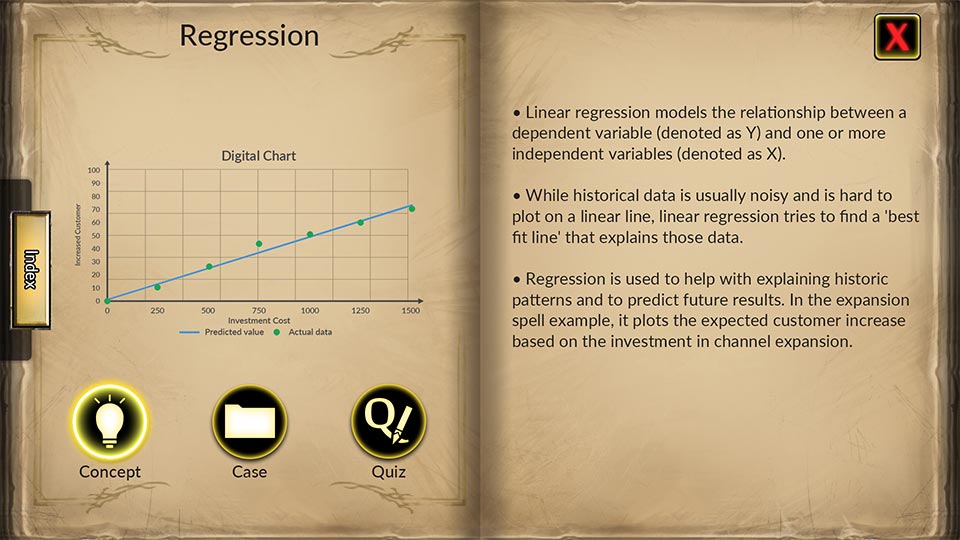 Regression
X
Digital Chart
Increased Customer
100
90
80
70
60
50
40
30
20
10
0
0 250 500 750 1000 1250 1500
Investment Cost
Predicted value Actual data
Index
Q
Concept Case Quiz
• Linear regression models the relationship between a
dependent variable (denoted as Y) and one or more
independent variables (denoted as X).
• While historical data is usually noisy and is hard to
plot on a linear line, linear regression tries to find a 'best
fit line' that explains those data.
• Regression is used to help with explaining historic
patterns and to predict future results. In the expansion
spell example, it plots the expected customer increase
based on the investment in channel expansion.